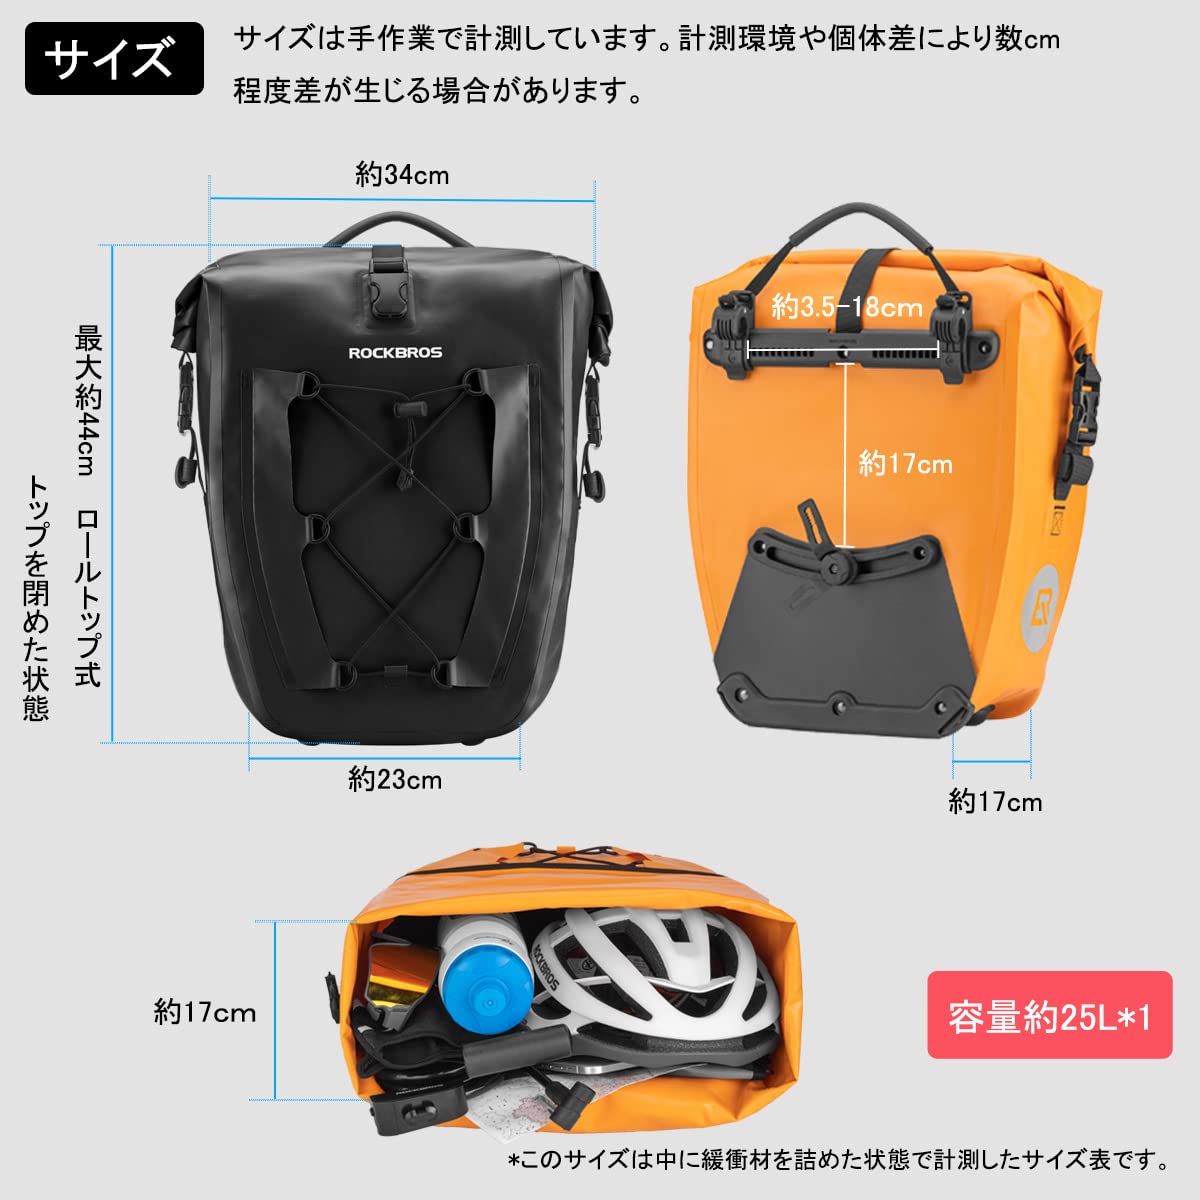 サイズ
サイズは手作業で計測しています。計測環境や個体差により数cm
程度差が生じる場合があります。
約34cm
最大約44cm ロールトップ式
トップを閉めた状態
ROCKBROS
約23cm
約3.5-18cm
約17cm
約17cm
約17cm
ROCKBROS
ROCKBROS
容量約25L*1
*このサイズは中に緩衝材を詰めた状態で計測したサイズ表です。